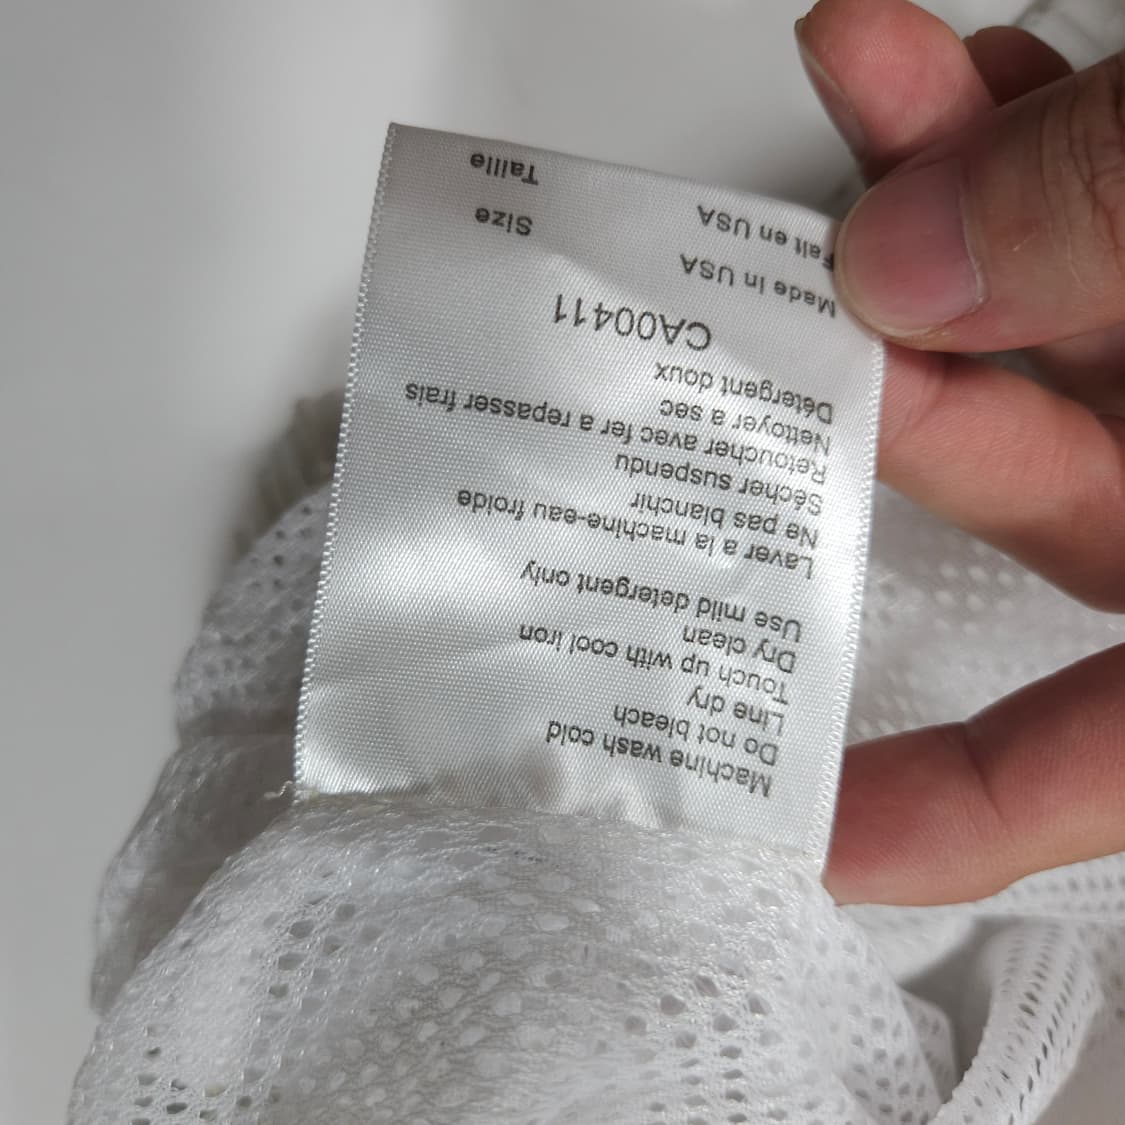 Machine wash cold
Do not bleach
Line dry
Touch up with cool iron
Dry clean
Use mild detergent only
Laver a la machine-eau froide
Ne pas blanchir
Sécher suspendu
Retoucher avec fer a repasser frais
Nettoyer a sec
Détergent doux
CA00411
Made in USA
Fait en USA
Size
Taille